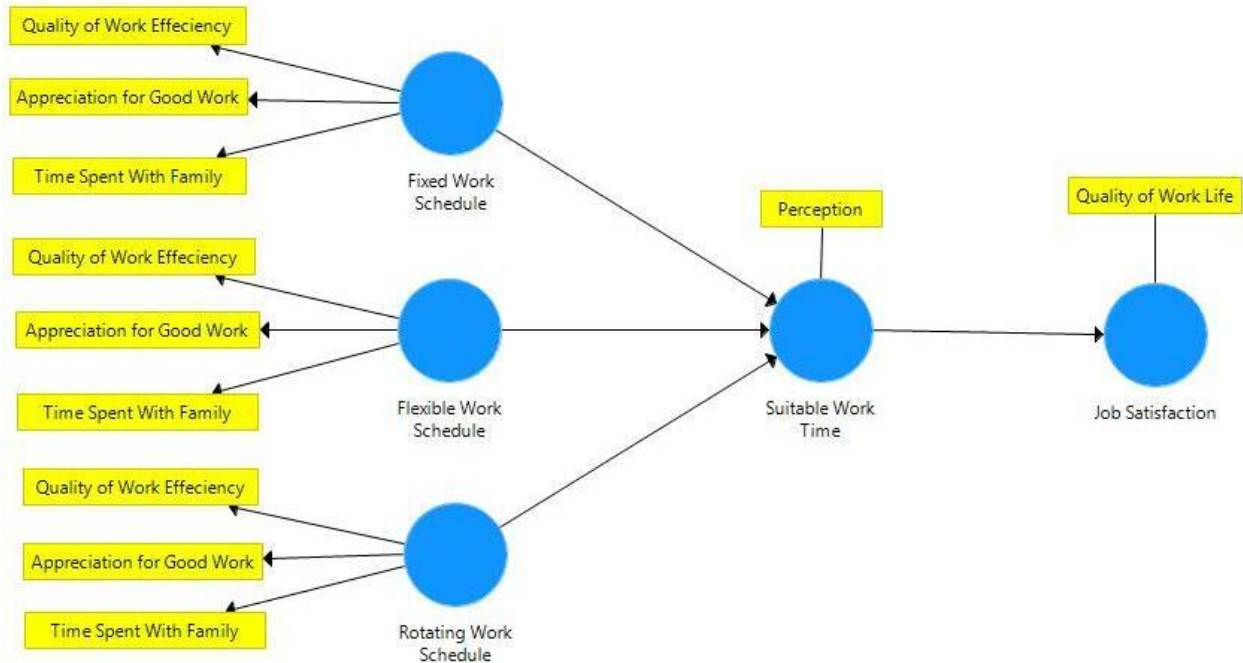 Quality of Work Effeciency
Appreciation for Good Work
Time Spent With Family
Fixed Work
Schedule
Quality of Work Effeciency
Appreciation for Good Work
Time Spent With Family
Flexible Work
Schedule
Quality of Work Effeciency
Appreciation for Good Work
Time Spent With Family
Rotating Work
Schedule
Perception
Suitable Work
Time
Quality of Work Life
Job Satisfaction